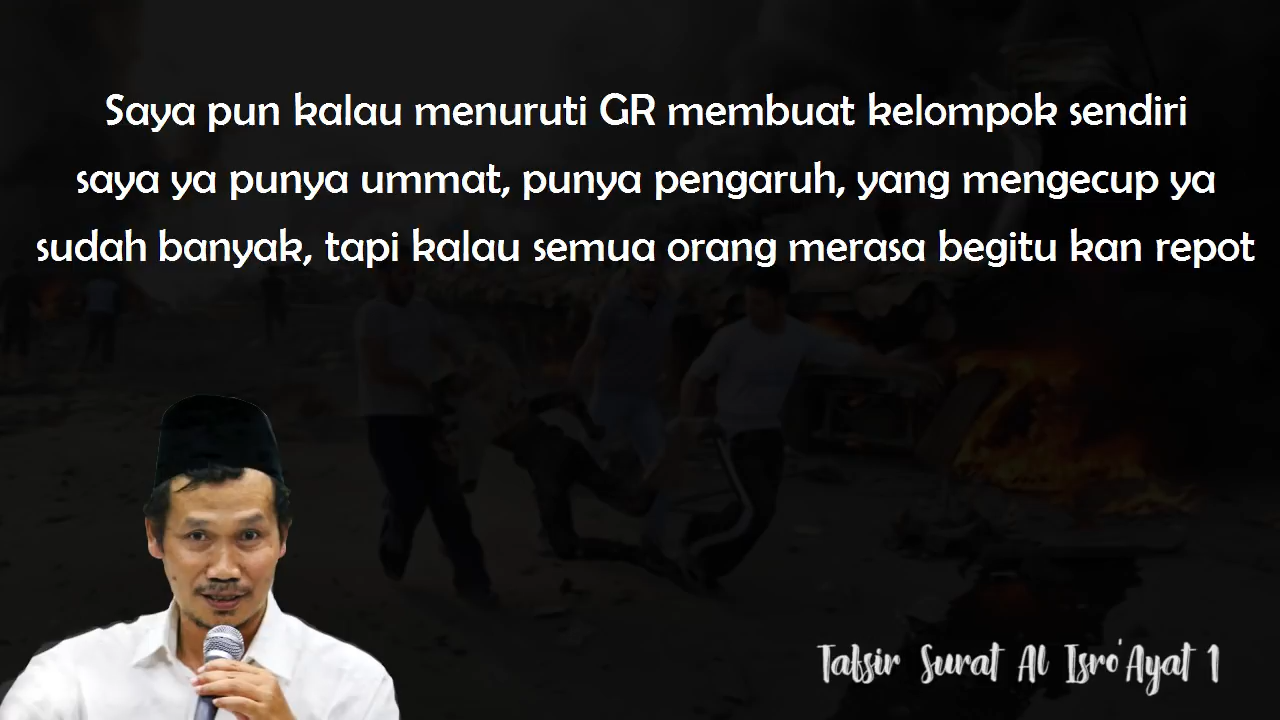 Saya pun kalau menuruti GR membuat kelompok sendiri
saya ya punya ummat, punya pengaruh, yang mengecup ya
sudah banyak, tapi kalau semua orang merasa begitu kan repot
Tafsir Surat Al Isro'Ayat 1